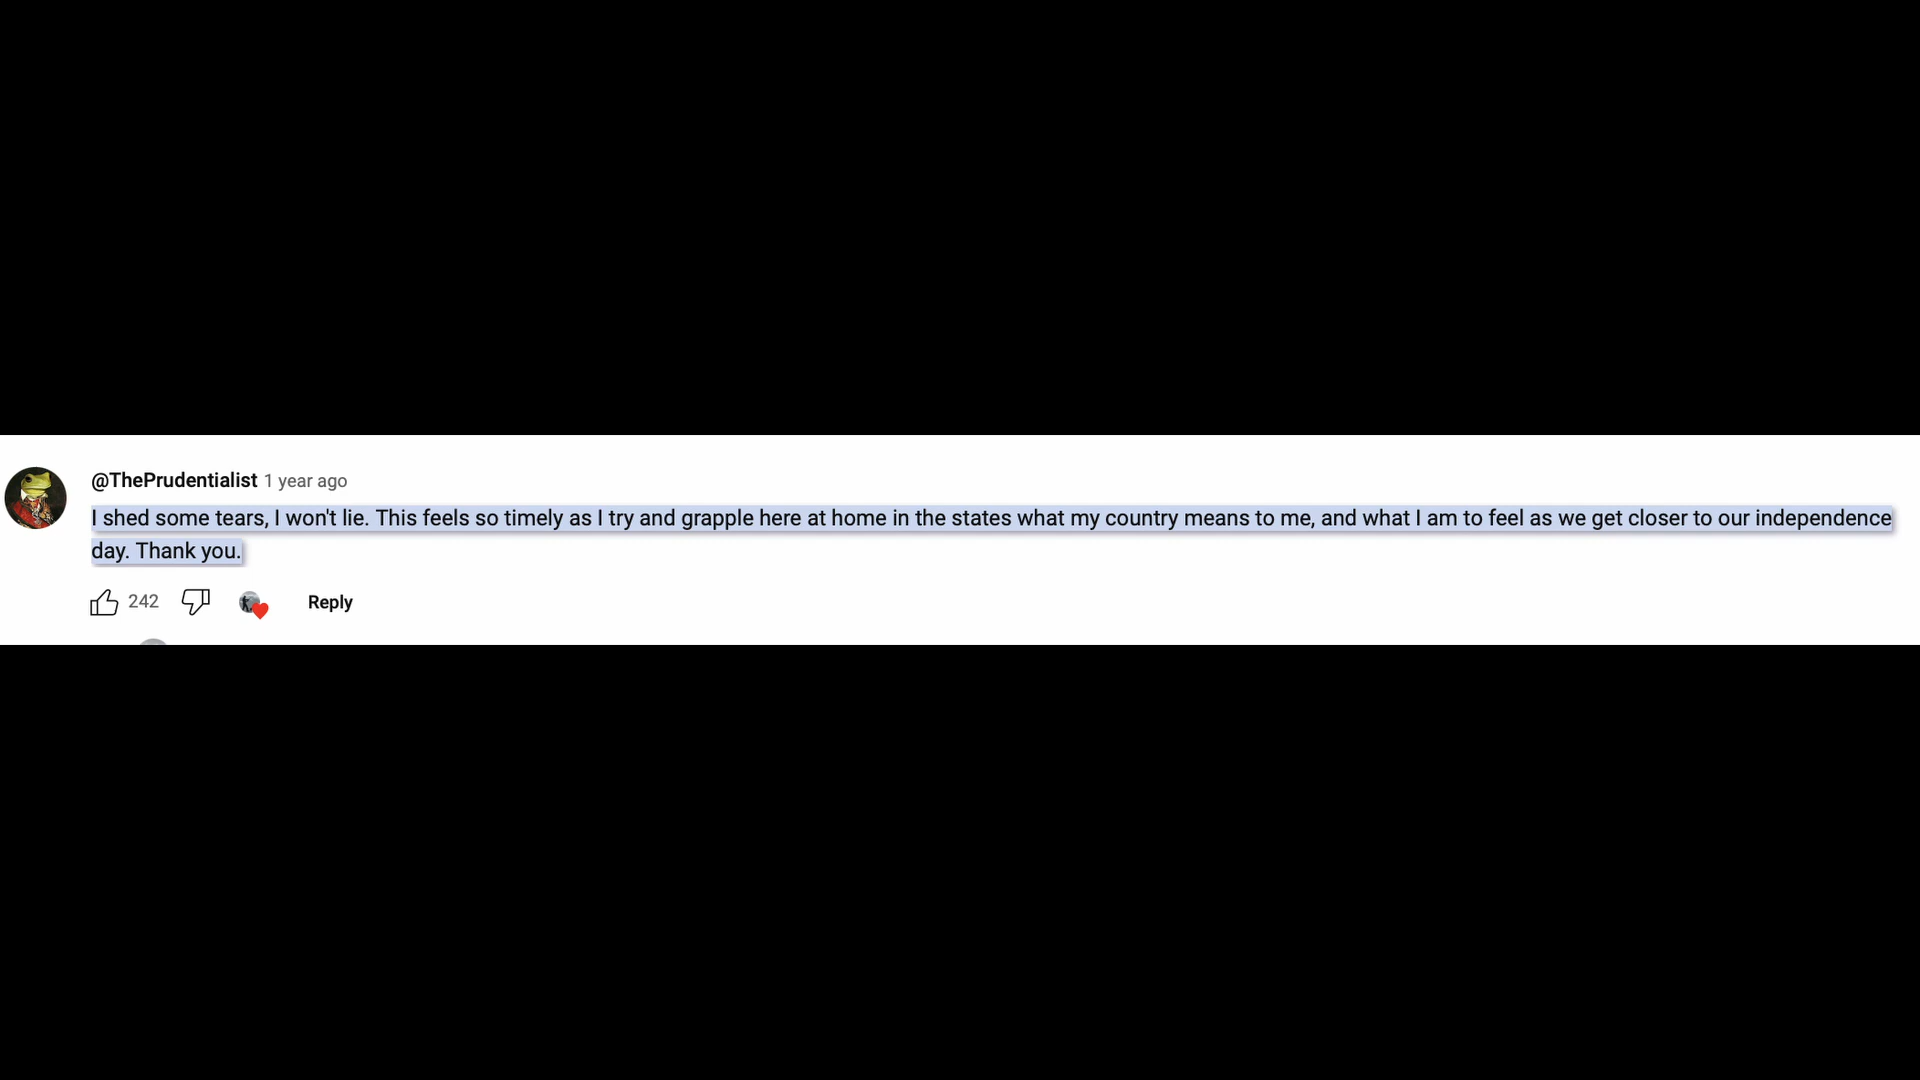 @ThePrudentialist 1 year ago
I shed some tears, I won't lie. This feels so timely as I try and grapple here at home in the states what my country means to me, and what I am to feel as we get closer to our independence
day. Thank you.
242 Reply